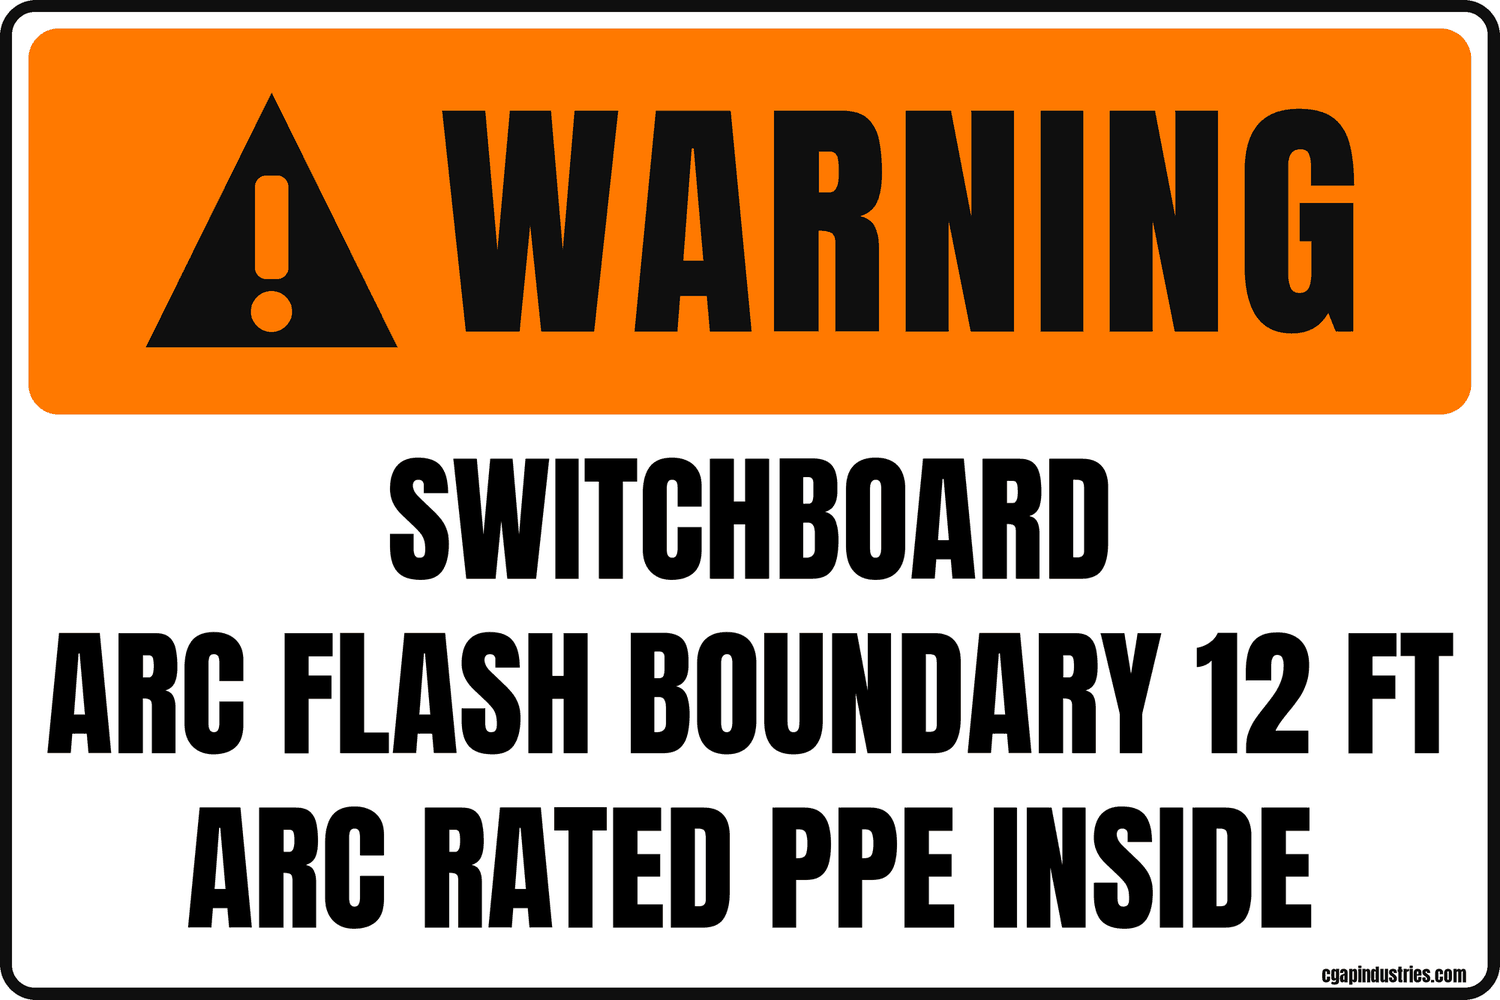 WARNING
SWITCHBOARD
ARC FLASH BOUNDARY 12 FT
ARC RATED PPE INSIDE
cgapindustries.com